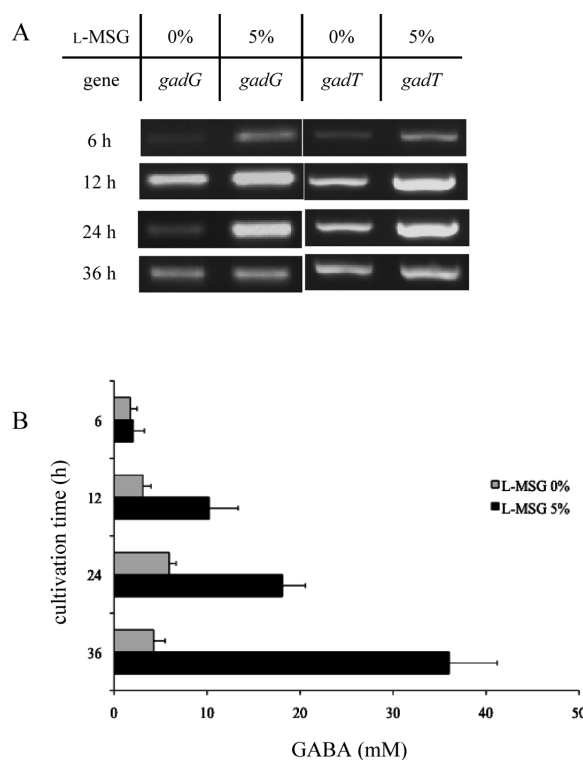 A
L-MSG 0% 5% 0% 5%
gene gadG gadG gadT gadT
6 h
12 h
24 h
36 h
B
cultivation time (h)
6
12
24
36
L-MSG 0%
L-MSG 5%
0 10 20 30 40 50
GABA (mM)